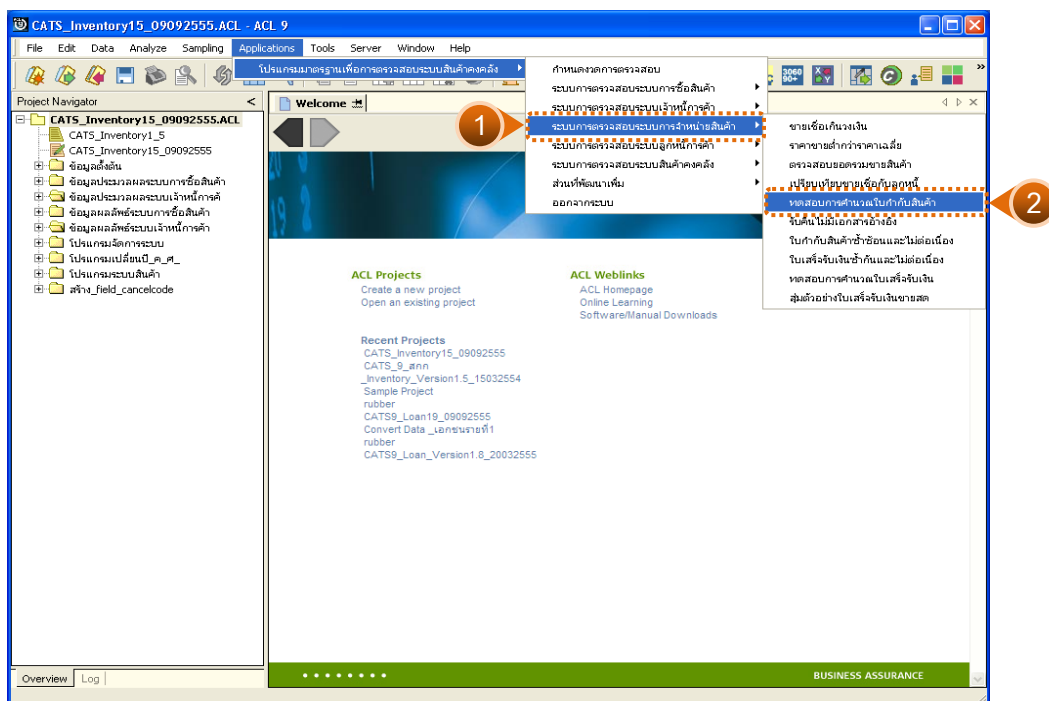 CATS_Inventory15_09092555.ACL - ACL 9
File Edit Data Analyze Sampling Applications Tools Server Window Help
โปรแกรมมาตรฐานเพื่อการตรวจสอบระบบสินค้าคงคลัง
กำหนดงวดการตรวจสอบ
ระบบการตรวจสอบระบบการซื้อสินค้า
ระบบการตรวจสอบระบบเจ้าหนี้การค้า
ระบบการตรวจสอบระบบการจำหน่ายสินค้า
ระบบการตรวจสอบระบบลูกหนี้การค้า
ระบบการตรวจสอบระบบสินค้าคงคลัง
ส่วนที่พัฒนาเพิ่ม
ออกจากระบบ
1
ขายเชื่อเกินวงเงิน
ราคาขายต่ำกว่าราคาเฉลี่ย
ตรวจสอบยอดรวมขายสินค้า
เปรียบเทียบขายเชื่อกับลูกหนี้
ทดสอบการคำนวณใบกำกับสินค้า
รับคืนไม่มีเอกสารอ้างอิง
ใบกำกับสินค้าซ้ำซ้อนและไม่ต่อเนื่อง
ใบเสร็จรับเงินซ้ำกันและไม่ต่อเนื่อง
ทดสอบการคำนวณใบเสร็จรับเงิน
สุ่มตัวอย่างใบเสร็จรับเงินขายสด
2
Project Navigator <
CATS_Inventory15_09092555.ACL
CATS_Inventory1_5
CATS_Inventory15_09092555
ข้อมูลตั้งต้น
ข้อมูลประมวลผลระบบการซื้อสินค้า
ข้อมูลประมวลผลระบบเจ้าหนี้การค้
ข้อมูลผลลัพธ์ระบบการซื้อสินค้า
ข้อมูลผลลัพธ์ระบบเจ้าหนี้การค้า
โปรแกรมจัดการระบบ
โปรแกรมเปลี่ยนปี_ค_ศ_
โปรแกรมระบบสินค้า
สร้าง_field_cancelcode
Welcome
ACL Projects
Create a new project
Open an existing project
Recent Projects
CATS_Inventory15_09092555
CATS_9_สกก
_Inventory_Version1.5_15032554
Sample Project
rubber
CATS9_Loan19_09092555
Convert Data _เอกชนรายที่1
rubber
CATS9_Loan_Version1.8_20032555
ACL Weblinks
ACL Homepage
Online Learning
Software/Manual Downloads
BUSINESS ASSURANCE
Overview Log